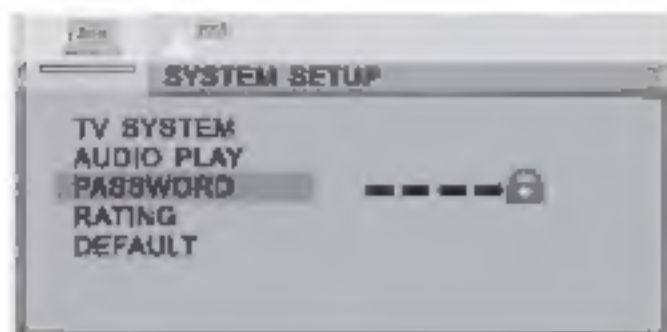 SYSTEM SETUP
TV SYSTEM
AUDIO PLAY
PASSWORD
RATING
DEFAULT